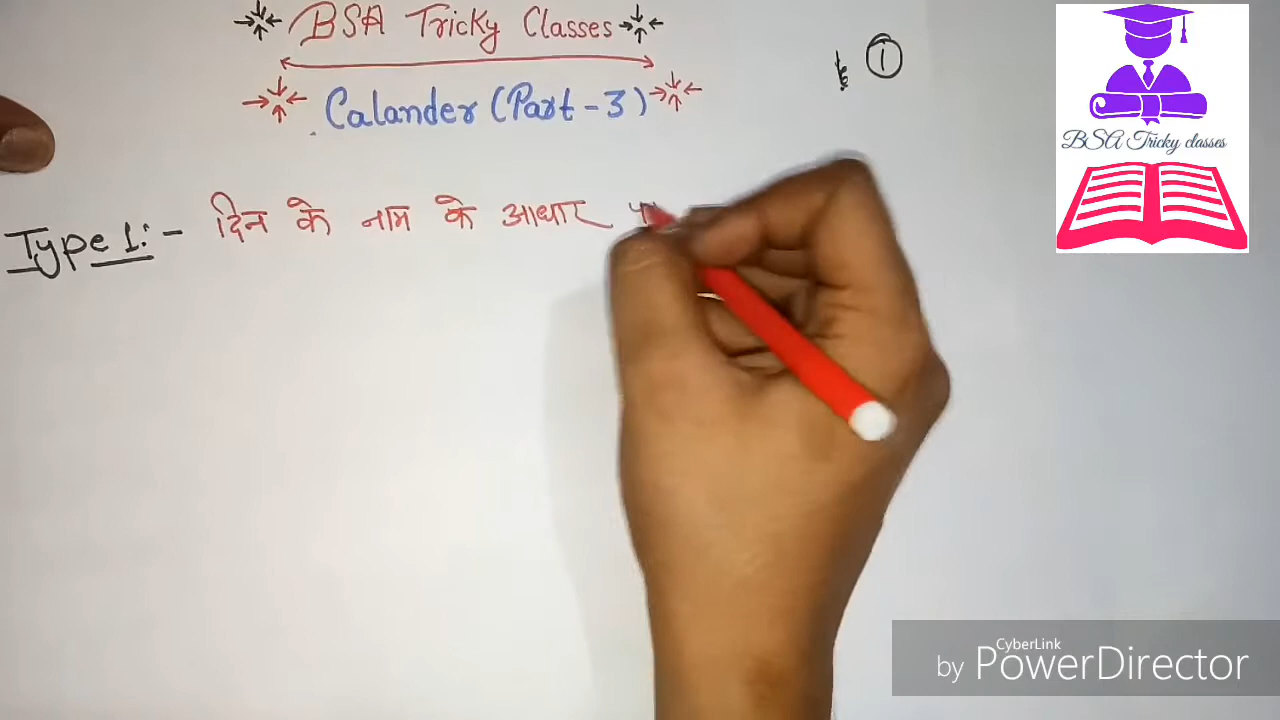 BSA Tricky Classes
Calander (Part - 3)
①
BSA Tricky classes
Type 1:- दिन के नाम के आधार
CyberLink
by PowerDirector